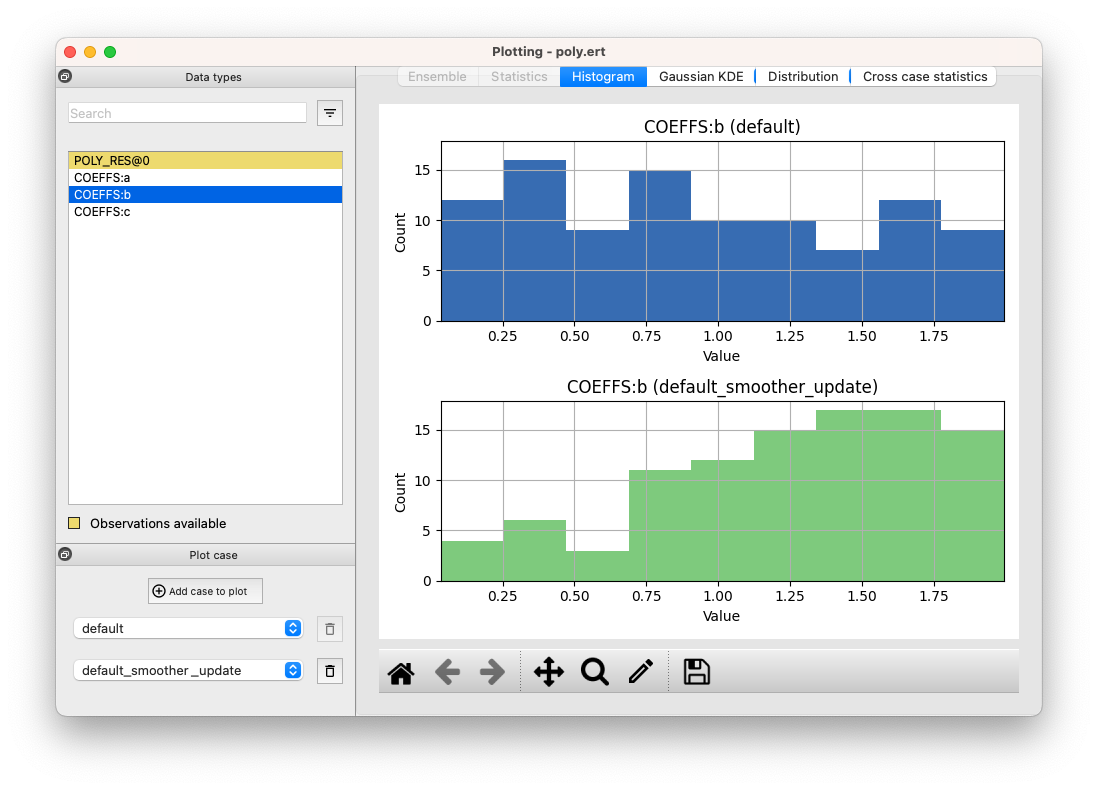 Plotting - poly.ert
Data types
Search
POLY_RES@0
COEFFS:a
COEFFS:b
COEFFS:c
Observations available
Plot case
Add case to plot
default
default_smoother_update
Ensemble Statistics Histogram Gaussian KDE Distribution Cross case statistics
COEFFS:b (default)
15
10
5
0
Count
0.25 0.50 0.75 1.00 1.25 1.50 1.75
Value
COEFFS:b (default_smoother_update)
15
10
5
0
Count
0.25 0.50 0.75 1.00 1.25 1.50 1.75
Value